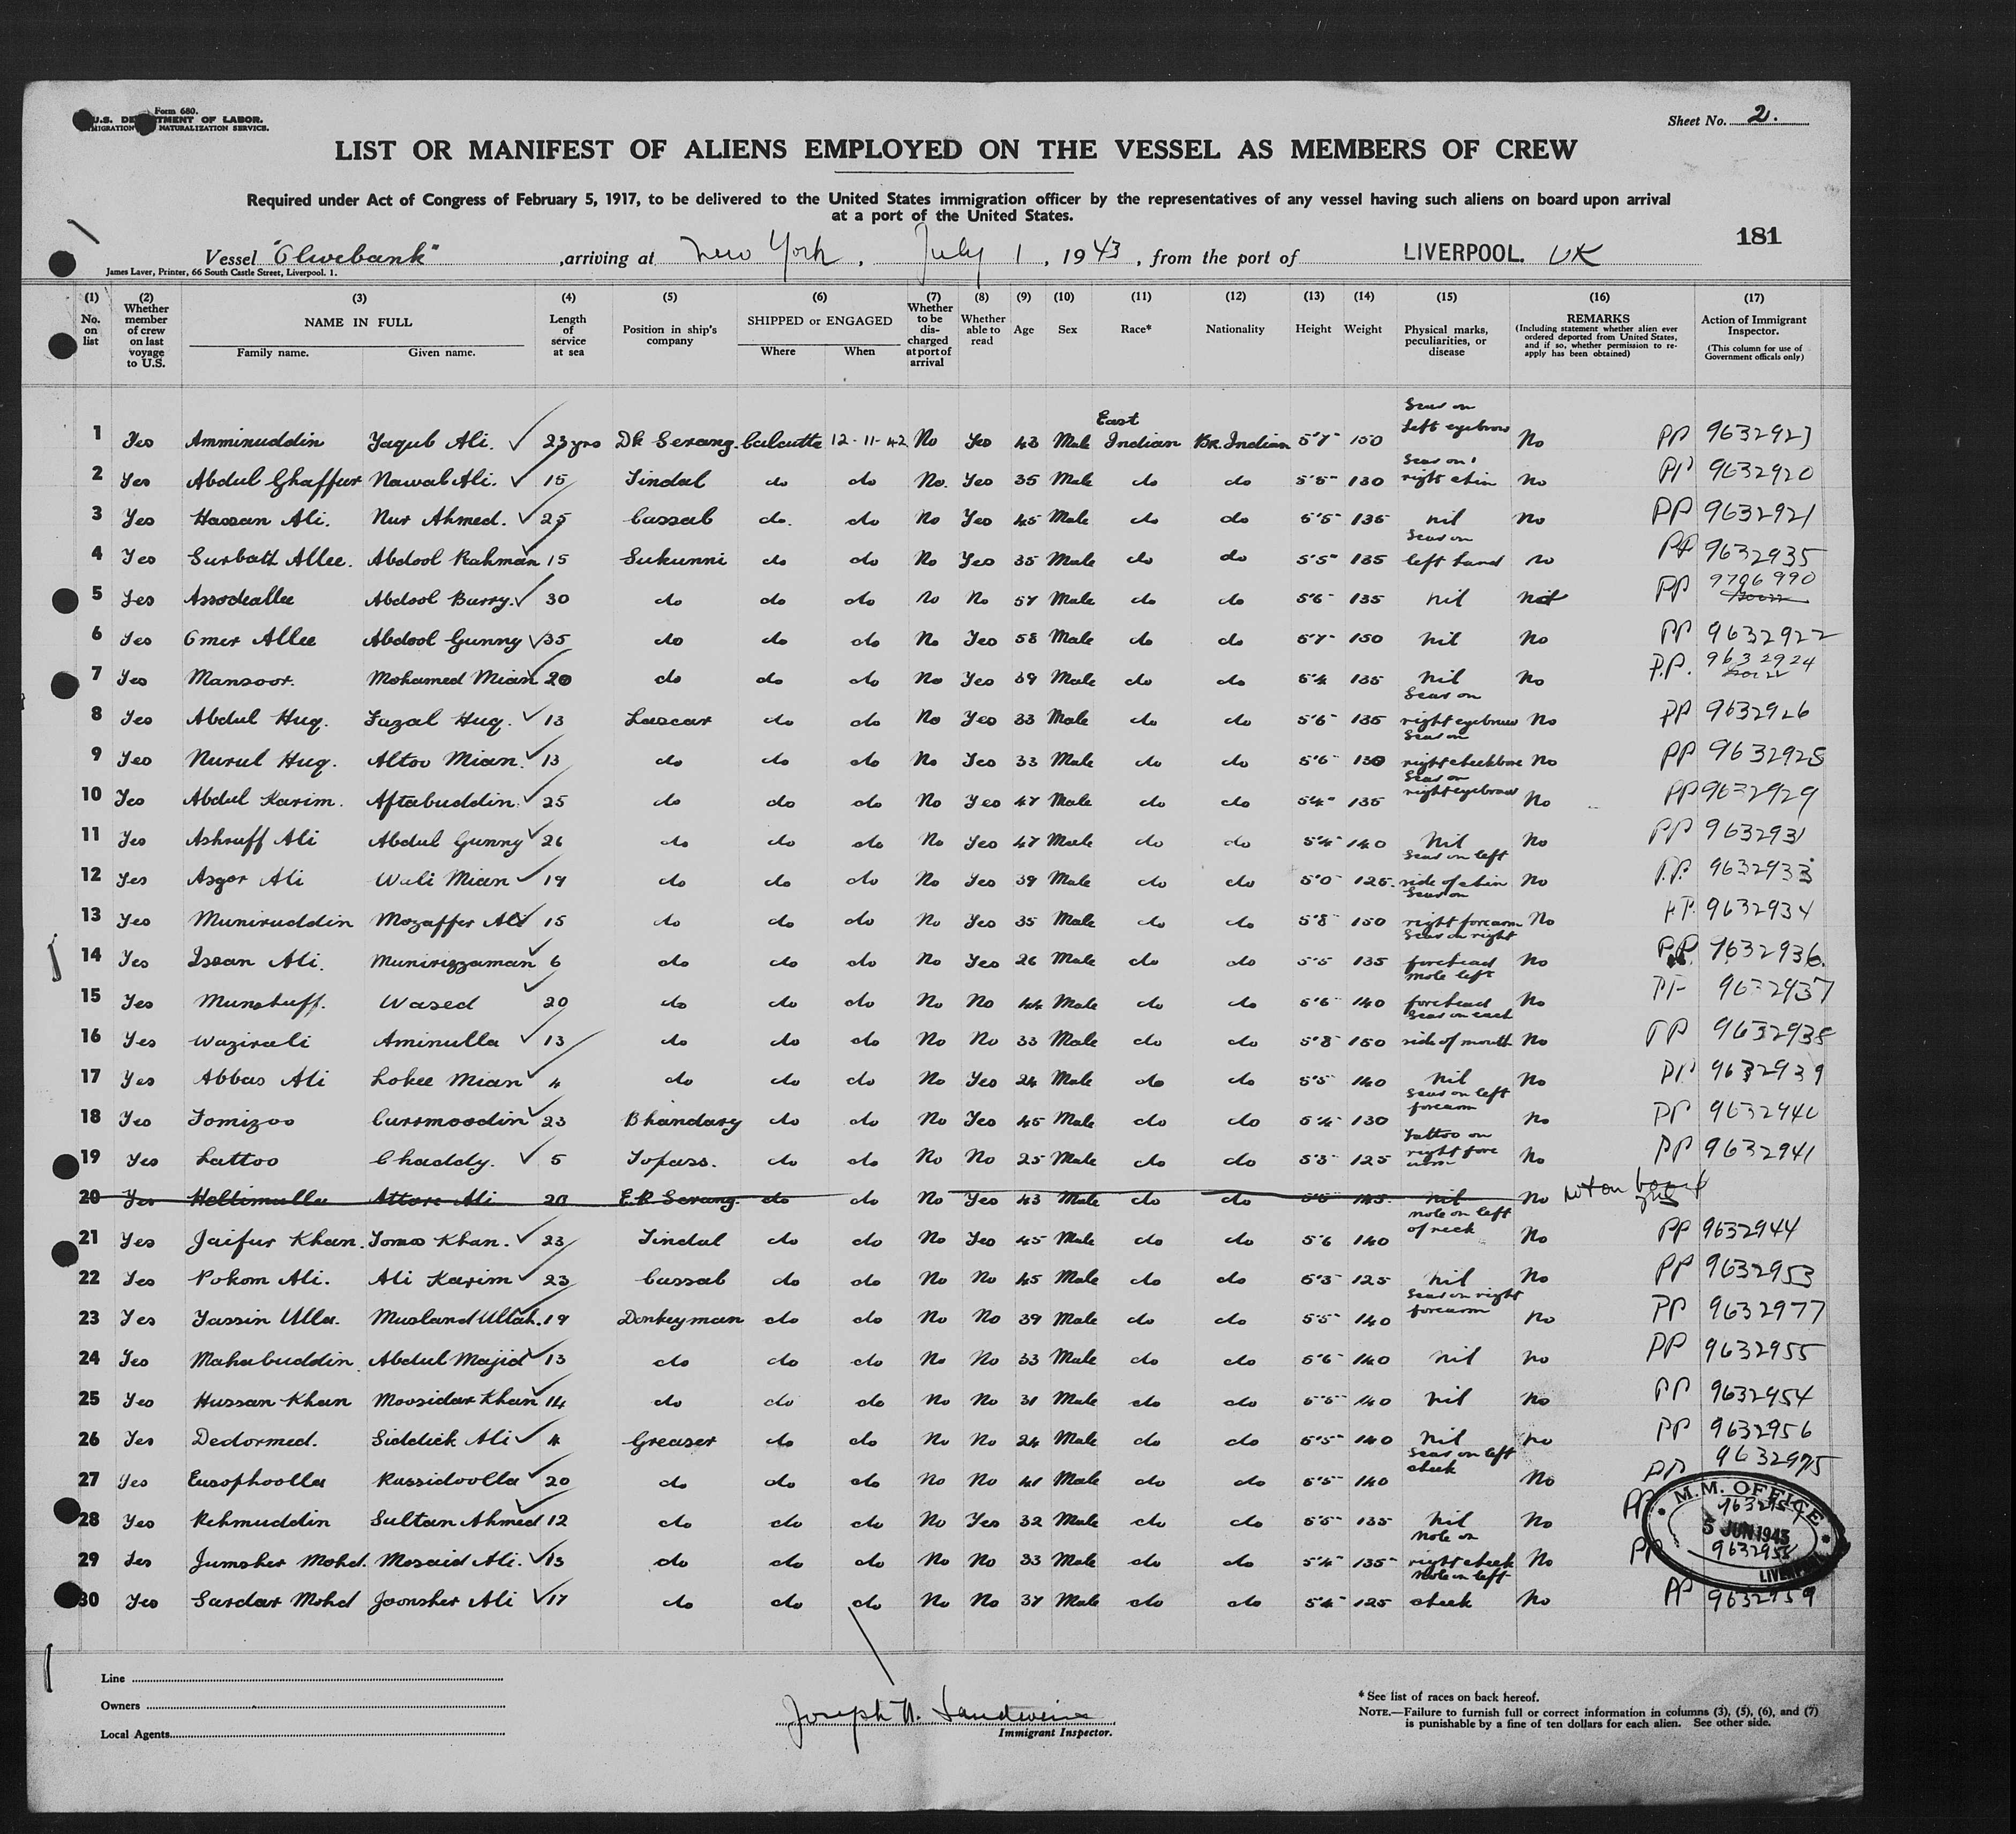 Form 680.
U.S. DEPARTMENT OF LABOR.
IMMIGRATION NATURALIZATION SERVICE.
Sheet No. 2.
LIST OR MANIFEST OF ALIENS EMPLOYED ON THE VESSEL AS MEMBERS OF CREW
Required under Act of Congress of February 5, 1917, to be delivered to the United States immigration officer by the representatives of any vessel having such aliens on board upon arrival
at a port of the United States.
181
Vessel "Olivebank" , arriving at New York , July 1 , 1943 , from the port of LIVERPOOL. UK
James Laver, Printer, 66 South Castle Street, Liverpool. 1.
(1) No. on list (2) Whether member of crew on last voyage to U.S. (3) NAME IN FULL Family name. Given name. (4) Length of service at sea (5) Position in ship's company (6) SHIPPED or ENGAGED Where When (7) Whether to be discharged at port of arrival (8) Whether able to read (9) Age (10) Sex (11) Race* (12) Nationality (13) Height (14) Weight (15) Physical marks, peculiarities, or disease (16) REMARKS (Including statement whether alien ever ordered deported from United States, and if so, whether permission to re-apply has been obtained) (17) Action of Immigrant Inspector. (This column for use of Government officals only)
1 Yes Amminuddin Yaqub Ali. 23 yrs Dk Serang. Calcutta 12-11-42 No Yes 43 Male East Indian BR. Indian 5'7" 150 Scar on Left eyebrow No PP 9632923
2 Yes Abdul Ghaffur Nawab Ali. 15 Tindal do do No. Yes 35 Male do do 5'5" 130 Scar on right chin No PP 9632920
3 Yes Hassan Ali. Nur Ahmed. 25 Cassab do. do No Yes 45 Male do do 5'5" 135 nil No PP 9632921
4 Yes Surbath Allee. Abdool Rahman 15 Sukunni do do No Yes 35 Male do do 5'5" 135 Scar on left hand No PP 9632935
5 Yes Assodeallee Abdool Burry. 30 do do do No No 57 Male do do 5'6" 135 nil No PP 9796990
6 Yes Omer Allee Abdool Gunny 35 do do do No Yes 58 Male do do 5'7" 150 nil No PP 9632922
7 Yes Mansoor. Mohamed Mian 20 do do do No Yes 39 Male do do 5'4 135 nil No P.P. 9632924
8 Yes Abdul Huq. Fazal Huq. 13 Lascar do do No Yes 33 Male do do 5'6" 135 Scar on right eyebrow No PP 9632926
9 Yes Nurul Huq. Altoo Mian. 13 do do do No Yes 33 Male do do 5'6" 130 Scar on right cheekbone No PP 9632928
10 Yes Abdul Karim. Aftabuddin. 25 do do do No Yes 47 Male do do 5'4" 135 Scar on right eyebrow No PP 9632929
11 Yes Ashruff Ali Abdul Gunny 26 do do do No Yes 47 Male do do 5'4" 140 Nil No PP 9632931
12 Yes Asgor Ali Wali Mian 19 do do do No Yes 39 Male do do 5'0" 125. Scar on left side of chin No P.P. 9632933
13 Yes Muniruddin Mozaffer Ali 15 do do do No Yes 35 Male do do 5'8" 150 Scar on right forearm No PP. 9632934
14 Yes Issan Ali. Munirizzaman 6 do do do No Yes 26 Male do do 5'5" 135 Scar on right forehead No PP. 9632936.
15 Yes Munshuff. Wased 20 do do do No No 44 Male do do 5'6" 140 mole left forehead No PP 9632937
16 Yes Wazirali Aminulla 13 do do do No No 33 Male do do 5'8" 150 Scar on each side of mouth No PP 9632938
17 Yes Abbas Ali Lokee Mian 4 do do do No Yes 24 Male do do 5'5" 140 Nil No PP 9632939
18 Yes Tomizoo Curmoodin 23 Bhandary do do No Yes 45 Male do do 5'4" 130 Scar on left forearm No PP 9632940
19 Yes Lattoo Chaddy. 5 Topass. do do No No 25 Male do do 5'3" 125 Tattoo on right fore arm No PP 9632941
20 Yes Attore Ali 20 E.R Serang. do do No Yes 43 Male do do 5'5" 145. nil No not on board
21 Yes Jaifur Khan. Tomo Khan. 23 Tindal do do No Yes 45 Male do do 5'6 140 mole on left of neck No PP 9632944
22 Yes Pokom Ali. Ali Karim 23 Cassab do do No No 45 Male do do 5'3" 125 nil No PP 9632953
23 Yes Yassin Ulla. Musland Ullah. 19 Donkeyman do do No No 39 Male do do 5'5" 140 Scar on right forearm No PP 9632977
24 Yes Mahabuddin. Abdul Majid 13 do do do No No 33 Male do do 5'6" 140 nil No PP 9632955
25 Yes Hussan Khan Moosidar Khan 14 do do do No No 31 Male do do 5'5" 140 nil No PP 9632954
26 Yes Dedormed. Siddick Ali 4 Greaser do do No No 24 Male do do 5'5" 140 Nil No PP 9632956
27 Yes Eusophoolla Rassidoolla 20 do do do No No 41 Male do do 5'5" 140 Scar on left cheek No PP 9632975
28 Yes Rehmuddin Sultan Ahmed 12 do do do No Yes 32 Male do do 5'5" 135 Nil No PP
29 Yes Jumsher Mohd. Mosaid Ali. 13 do do do No No 33 Male do do 5'4" 135 Mole on right cheek No PP 9632958
30 Yes Sardar Mohd Joonsher Ali 17 do do do No No 37 Male do do 5'4" 125 Mole on left cheek No PP 9632959
M.M. OFFICE
5 JUN 1943
LIVERPOOL
Line
Owners
Local Agents
Joseph
Immigrant Inspector.
* See list of races on back hereof.
NOTE.—Failure to furnish full or correct information in columns (3), (5), (6), and (7)
is punishable by a fine of ten dollars for each alien. See other side.